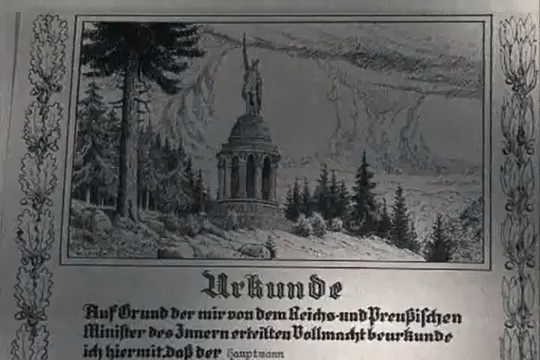 Urkunde
Auf Grund der mir von dem Reichs- und Preußischen
Minister des Innern erteilten Vollmacht beurkunde
ich hiermit, daß der Hauptmann